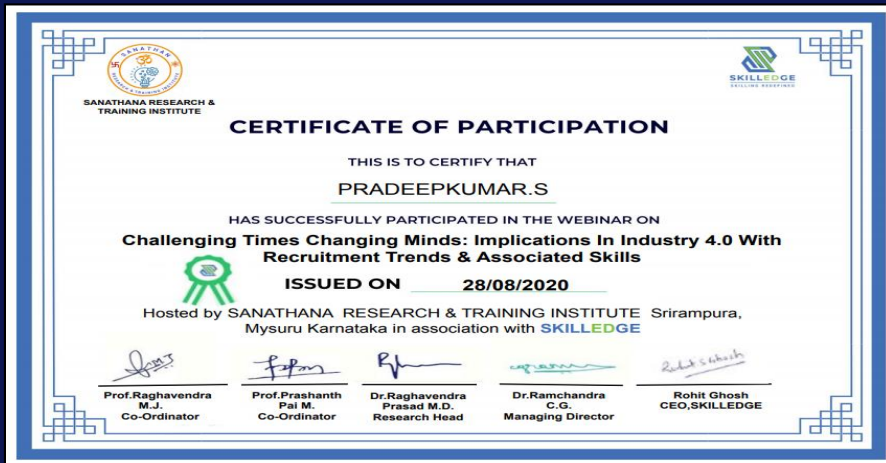 SANATHAN
RESEARCH & TRAINING INSTITUTE
SANATHANA RESEARCH &
TRAINING INSTITUTE
SKILLEDGE
SKILLING REDEFINED
CERTIFICATE OF PARTICIPATION
THIS IS TO CERTIFY THAT
PRADEEPKUMAR.S
HAS SUCCESSFULLY PARTICIPATED IN THE WEBINAR ON
Challenging Times Changing Minds: Implications In Industry 4.0 With
Recruitment Trends & Associated Skills
ISSUED ON 28/08/2020
Hosted by SANATHANA RESEARCH & TRAINING INSTITUTE Srirampura,
Mysuru Karnataka in association with SKILLEDGE
Prof.Raghavendra
M.J.
Co-Ordinator
Prof.Prashanth
Pai M.
Co-Ordinator
Dr.Raghavendra
Prasad M.D.
Research Head
Dr.Ramchandra
C.G.
Managing Director
Rohit Ghosh
CEO,SKILLEDGE